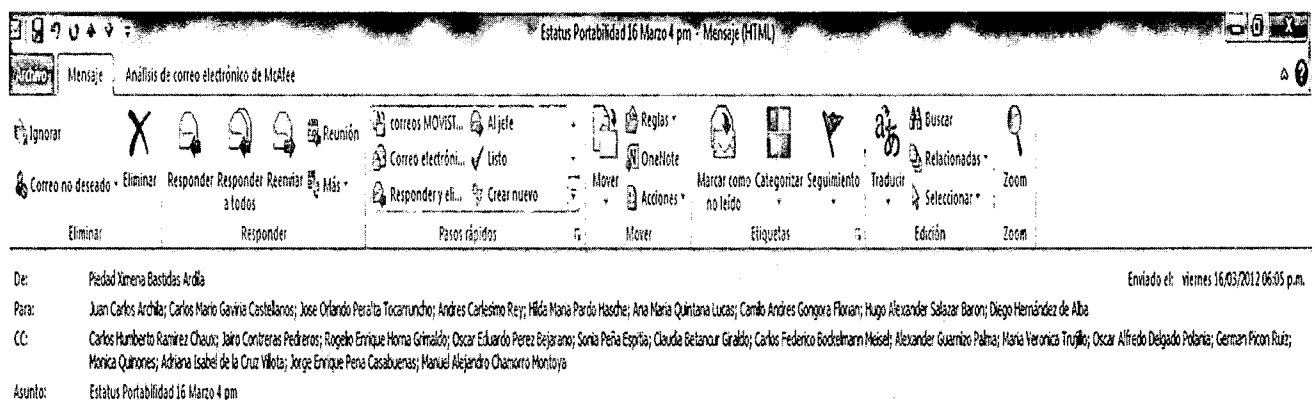 Estatus Portabilidad 16 Marzo 4 pm - Mensaje (HTML)
Archivo Mensaje Análisis de correo electrónico de McAfee
Ignorar
Correo no deseado
Eliminar
Responder
Responder a todos
Reenviar
Reunión
Más
correos MOVIST...
Al jefe
Correo electróni...
Listo
Responder y eli...
Crear nuevo
Mover
Reglas
OneNote
Acciones
Marcar como no leído
Categorizar
Seguimiento
Traducir
Buscar
Relacionadas
Seleccionar
Zoom
Eliminar Responder Pasos rápidos Mover Etiquetas Edición Zoom
De: Piedad Ximena Bastidas Ardila Enviado el: viernes 16/03/2012 06:05 p.m.
Para: Juan Carlos Archila; Carlos Mario Gaviria Castellanos; Jose Orlando Peralta Tocarruncho; Andres Carlesimo Rey; Hilda Maria Pardo Hasche; Ana Maria Quintana Lucas; Camilo Andres Gongora Florian; Hugo Alexander Salazar Baron; Diego Hernández de Alba
CC: Carlos Humberto Ramirez Chaux; Jairo Contreras Pedreros; Rogelio Enrique Horna Grimaldo; Oscar Eduardo Perez Bejarano; Sonia Peña Espitia; Claudia Betancur Giraldo; Carlos Federico Bodelmann Meisel; Alexander Guarnizo Palma; Maria Veronica Trujillo; Oscar Alfredo Delgado Polania; German Picon Ruiz;
Monica Quinones; Adriana Isabel de la Cruz Villota; Jorge Enrique Pena Casabuenas; Manuel Alejandro Chamorro Montoya
Asunto: Estatus Portabilidad 16 Marzo 4 pm